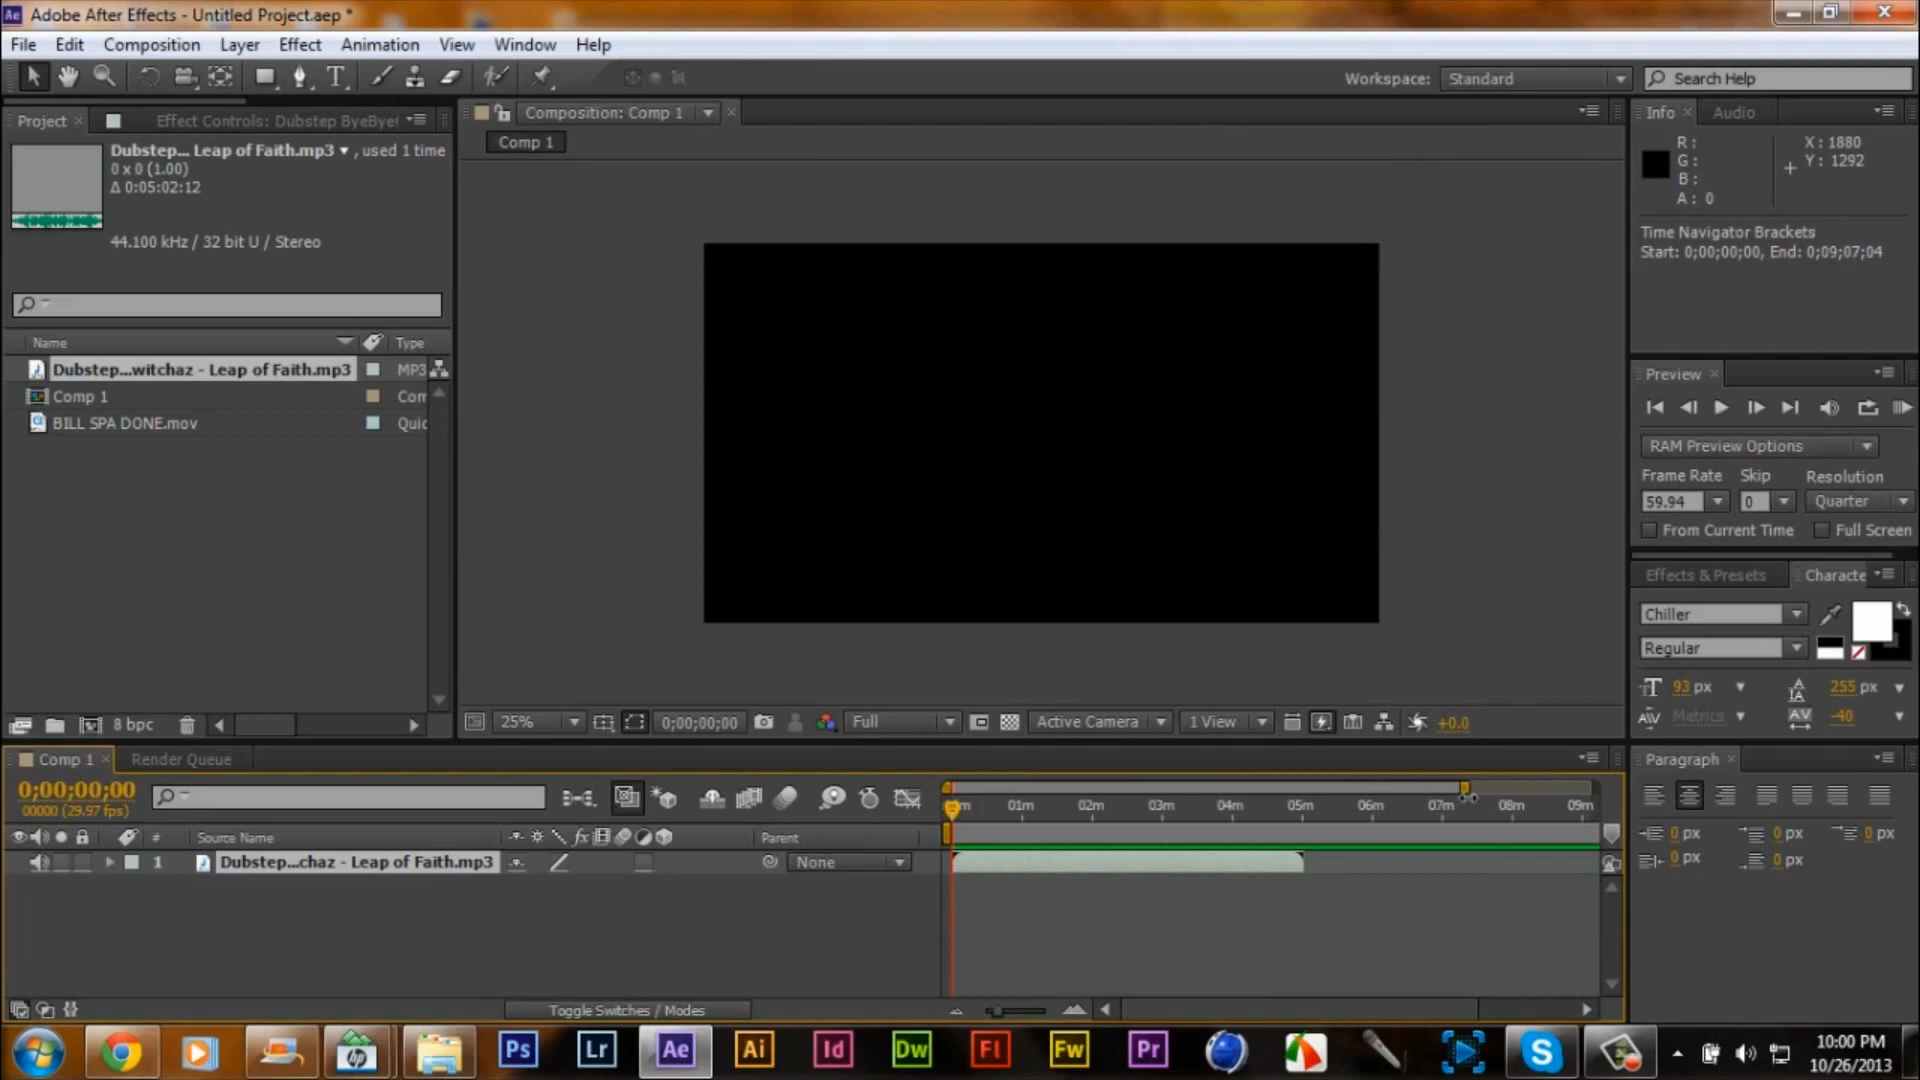 Ae Adobe After Effects - Untitled Project.aep *
File Edit Composition Layer Effect Animation View Window Help
T Workspace: Standard Search Help
Project Effect Controls: Dubstep ByeBye
Dubstep... Leap of Faith.mp3 , used 1 time
0 x 0 (1.00)
Δ 0:05:02:12
44.100 kHz / 32 bit U / Stereo
Name Type
Dubstep...witchaz - Leap of Faith.mp3 MP3
Comp 1 Com
BILL SPA DONE.mov Quic
8 bpc
Composition: Comp 1
Comp 1
25% 0;00;00;00 Full Active Camera 1 View +0.0
Info Audio
R : X : 1880
G : Y : 1292
B :
A : 0
Time Navigator Brackets
Start: 0;00;00;00, End: 0;09;07;04
Preview
RAM Preview Options
Frame Rate Skip Resolution
59.94 0 Quarter
From Current Time Full Screen
Effects & Presets Characte
Chiller
Regular
93 px 255 px
Metrics -40
Comp 1 Render Queue
0;00;00;00
00000 (29.97 fps)
# Source Name fx Parent
1 Dubstep...chaz - Leap of Faith.mp3 None
m 01m 02m 03m 04m 05m 06m 07m 08m 09m
Toggle Switches / Modes
Paragraph
0 px 0 px 0 px
0 px 0 px
hp Ps Lr Ae Ai Id Dw Fl Fw Pr S
10:00 PM
10/26/2013